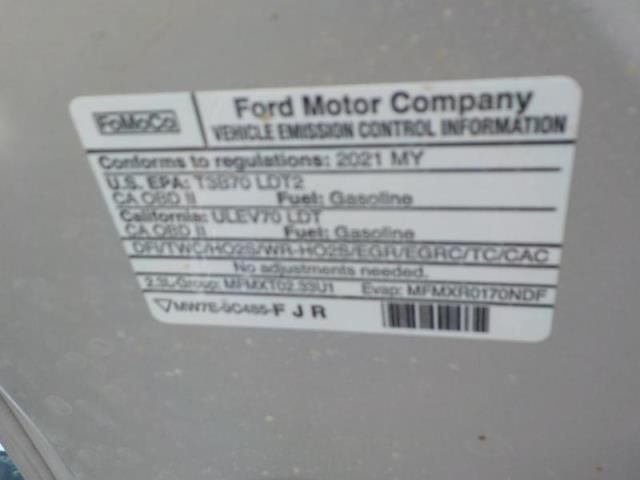 FoMoCo
Ford Motor Company
VEHICLE EMISSION CONTROL INFORMATION
Conforms to regulations: 2021 MY
U.S. EPA: T3B70 LDT2
CA OBD II Fuel: Gasoline
California: ULEV70 LDT
CA OBD II Fuel: Gasoline
DFI/TWC/HO2S/WR-HO2S/EGR/EGRC/TC/CAC
No adjustments needed.
2.3L-Group: MFMXT02.33U1 Evap: MFMXR0170NDF
MW7E-9C485-F J R